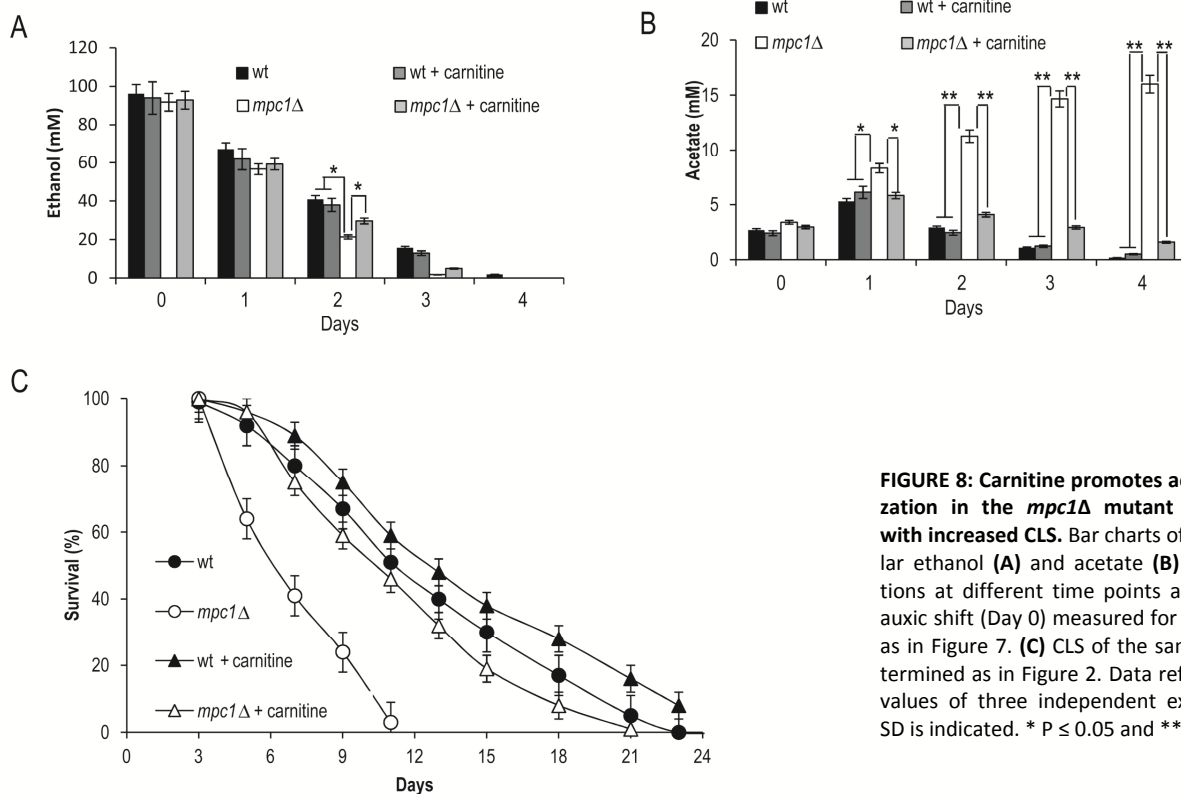 A
120
100
80
60
40
20
0
Ethanol (mM)
wt
wt + carnitine
mpc1Δ
mpc1Δ + carnitine
*
*
0 1 2 3 4
Days
B
wt
wt + carnitine
mpc1Δ
mpc1Δ + carnitine
20
15
10
5
0
Acetate (mM)
* *
** **
** **
** **
0 1 2 3 4
Days
C
100
80
60
40
20
0
Survival (%)
wt
mpc1Δ
wt + carnitine
mpc1Δ + carnitine
0 3 6 9 12 15 18 21 24
Days
FIGURE 8: Carnitine promotes ac
zation in the mpc1Δ mutant
with increased CLS. Bar charts of
lar ethanol (A) and acetate (B)
tions at different time points a
auxic shift (Day 0) measured for
as in Figure 7. (C) CLS of the san
termined as in Figure 2. Data ref
values of three independent ex
SD is indicated. * P ≤ 0.05 and **